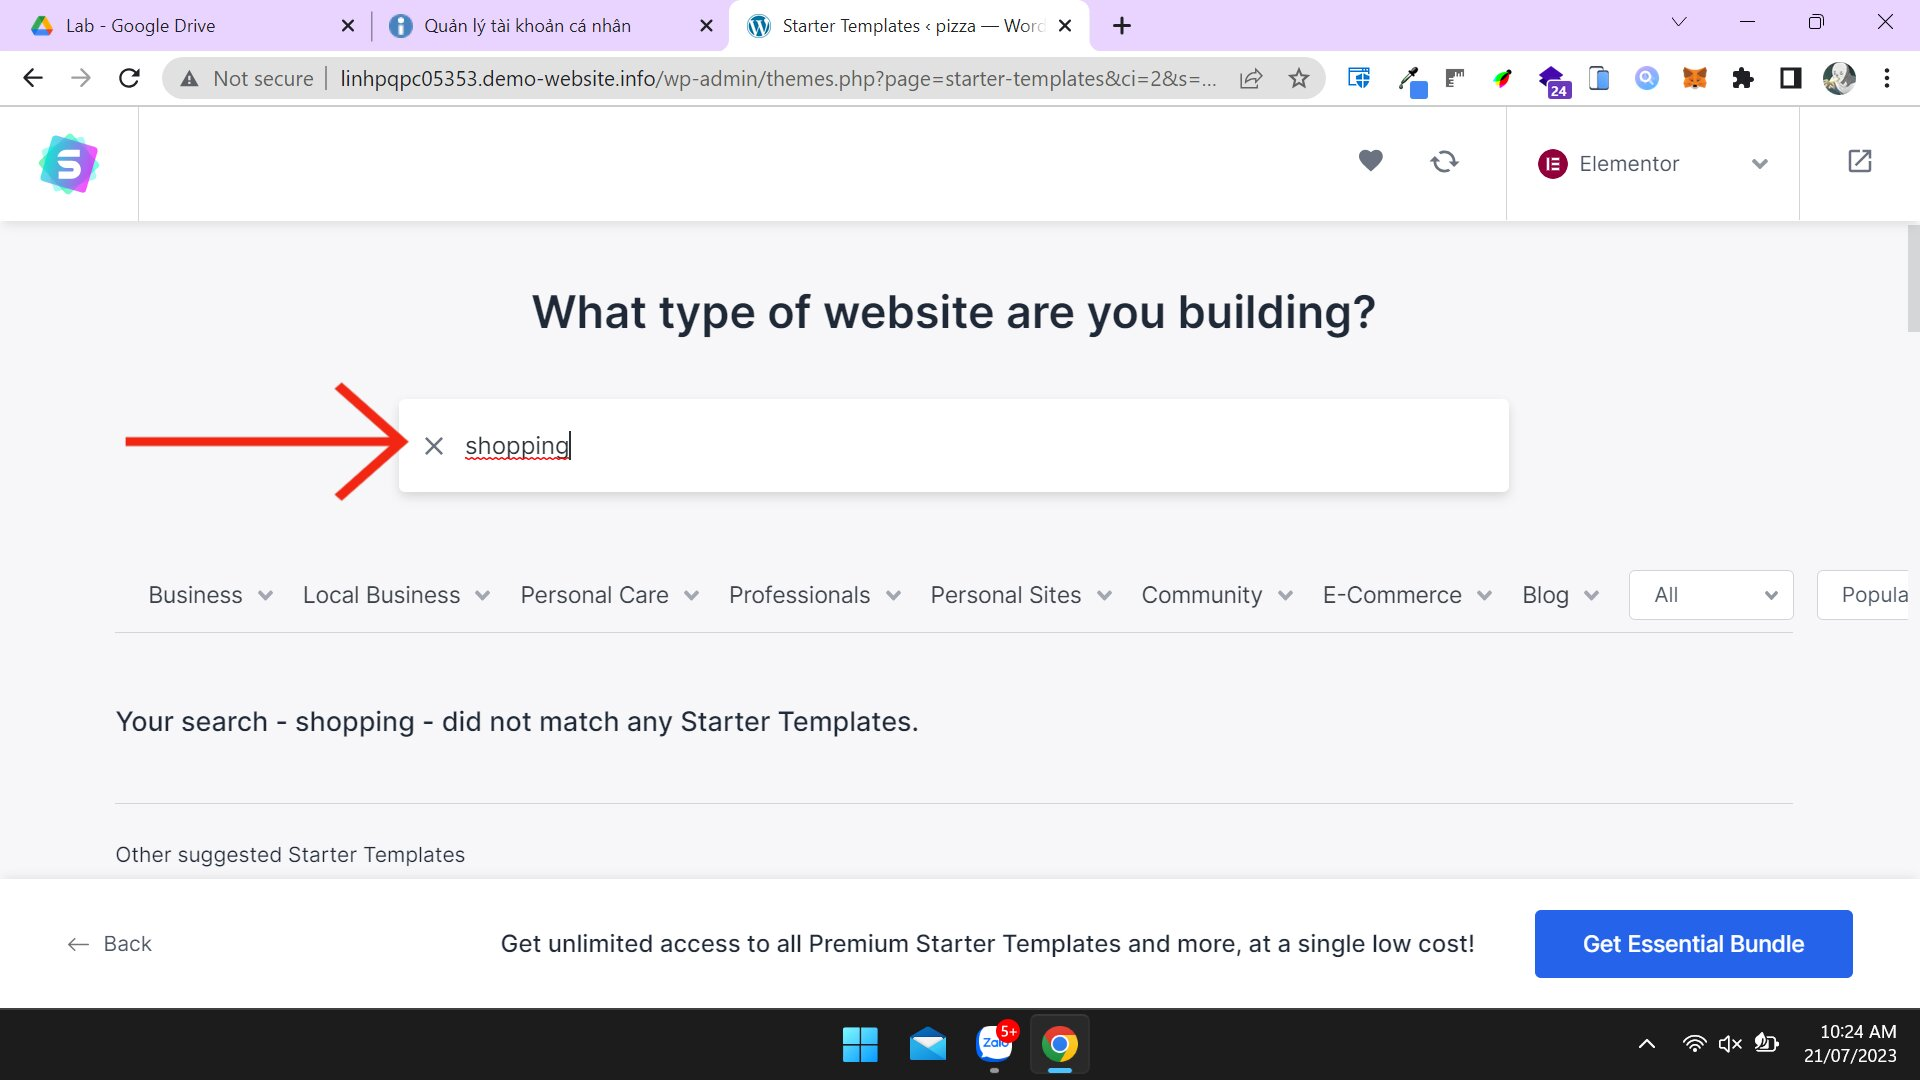 Lab - Google Drive
Quản lý tài khoản cá nhân
Starter Templates ‹ pizza — Word
Not secure
linhpqpc05353.demo-website.info/wp-admin/themes.php?page=starter-templates&ci=2&s=...
24
S
Elementor
What type of website are you building?
shopping
Business
Local Business
Personal Care
Professionals
Personal Sites
Community
E-Commerce
Blog
All
Popula
Your search - shopping - did not match any Starter Templates.
Other suggested Starter Templates
Back
Get unlimited access to all Premium Starter Templates and more, at a single low cost!
Get Essential Bundle
Zalo
5+
10:24 AM
21/07/2023